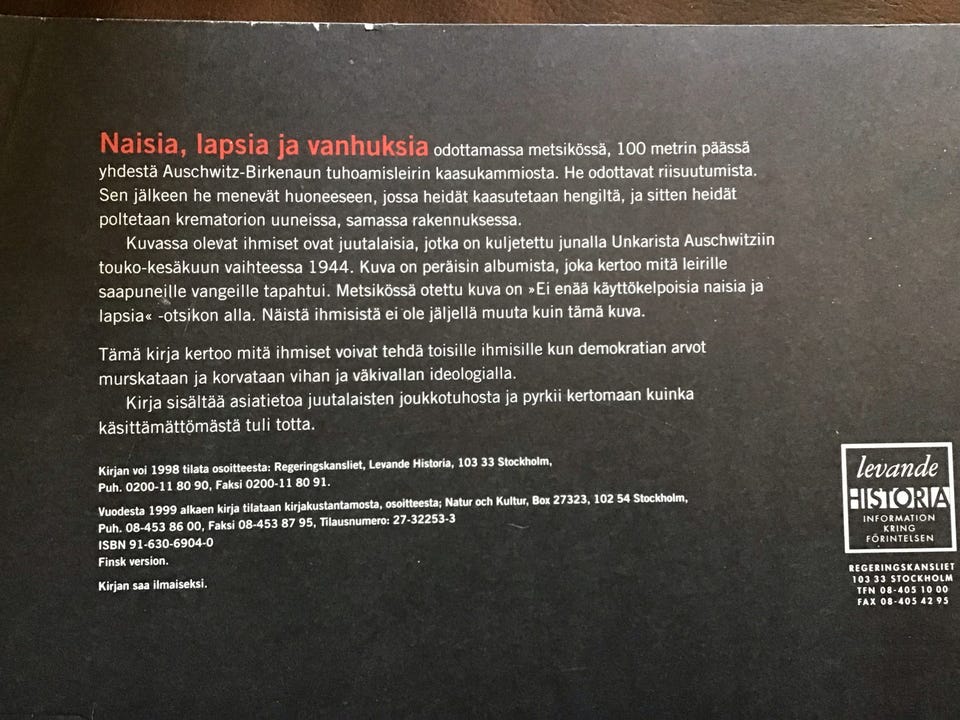 Naisia, lapsia ja vanhuksia odottamassa metsikössä, 100 metrin päässä
yhdestä Auschwitz-Birkenaun tuhoamisleirin kaasukammiosta. He odottavat riisuutumista.
Sen jälkeen he menevät huoneeseen, jossa heidät kaasutetaan hengiltä, ja sitten heidät
poltetaan krematorion uuneissa, samassa rakennuksessa.
Kuvassa olevat ihmiset ovat juutalaisia, jotka on kuljetettu junalla Unkarista Auschwitziin
touko-kesäkuun vaihteessa 1944. Kuva on peräisin albumista, joka kertoo mitä leirille
saapuneille vangeille tapahtui. Metsikössä otettu kuva on »Ei enää käyttökelpoisia naisia ja
lapsia« -otsikon alla. Näistä ihmisistä ei ole jäljellä muuta kuin tämä kuva.
Tämä kirja kertoo mitä ihmiset voivat tehdä toisille ihmisille kun demokratian arvot
murskataan ja korvataan vihan ja väkivallan ideologialla.
Kirja sisältää asiatietoa juutalaisten joukkotuhosta ja pyrkii kertomaan kuinka
käsittämättömästä tuli totta.
Kirjan voi 1998 tilata osoitteesta: Regeringskansliet, Levande Historia, 103 33 Stockholm,
Puh. 0200-11 80 90, Faksi 0200-11 80 91.
Vuodesta 1999 alkaen kirja tilataan kirjakustantamosta, osoitteesta; Natur och Kultur, Box 27323, 102 54 Stockholm,
Puh. 08-453 86 00, Faksi 08-453 87 95, Tilausnumero: 27-32253-3
ISBN 91-630-6904-0
Finsk version.
Kirjan saa ilmaiseksi.
levande
HISTORIA
INFORMATION
KRING
FÖRINTELSEN
REGERINGSKANSLIET
103 33 STOCKHOLM
TFN 08-405 10 00
FAX 08-405 42 95